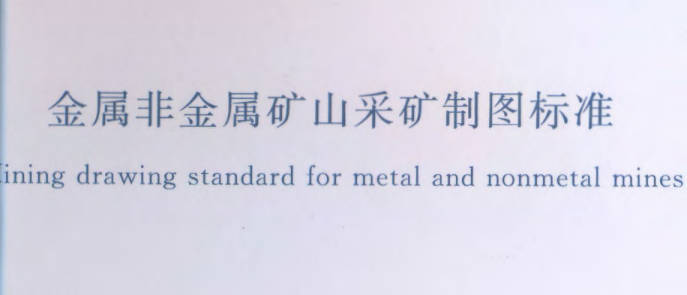 金属非金属矿山采矿制图标准
ining drawing standard for metal and nonmetal mines